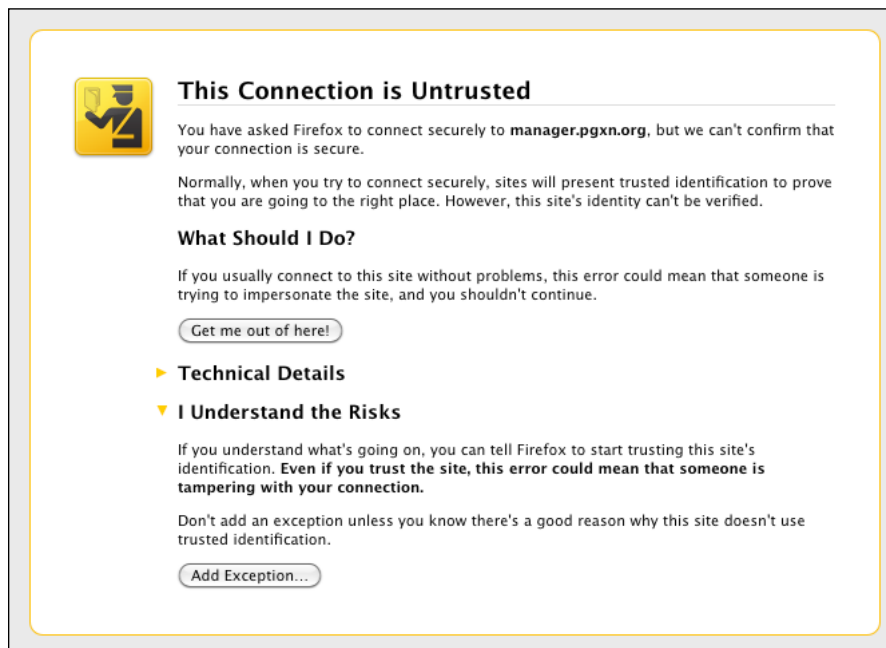 This Connection is Untrusted
You have asked Firefox to connect securely to manager.pgxn.org, but we can't confirm that
your connection is secure.
Normally, when you try to connect securely, sites will present trusted identification to prove
that you are going to the right place. However, this site's identity can't be verified.
What Should I Do?
If you usually connect to this site without problems, this error could mean that someone is
trying to impersonate the site, and you shouldn't continue.
Get me out of here!
Technical Details
I Understand the Risks
If you understand what's going on, you can tell Firefox to start trusting this site's
identification. Even if you trust the site, this error could mean that someone is
tampering with your connection.
Don't add an exception unless you know there's a good reason why this site doesn't use
trusted identification.
Add Exception...